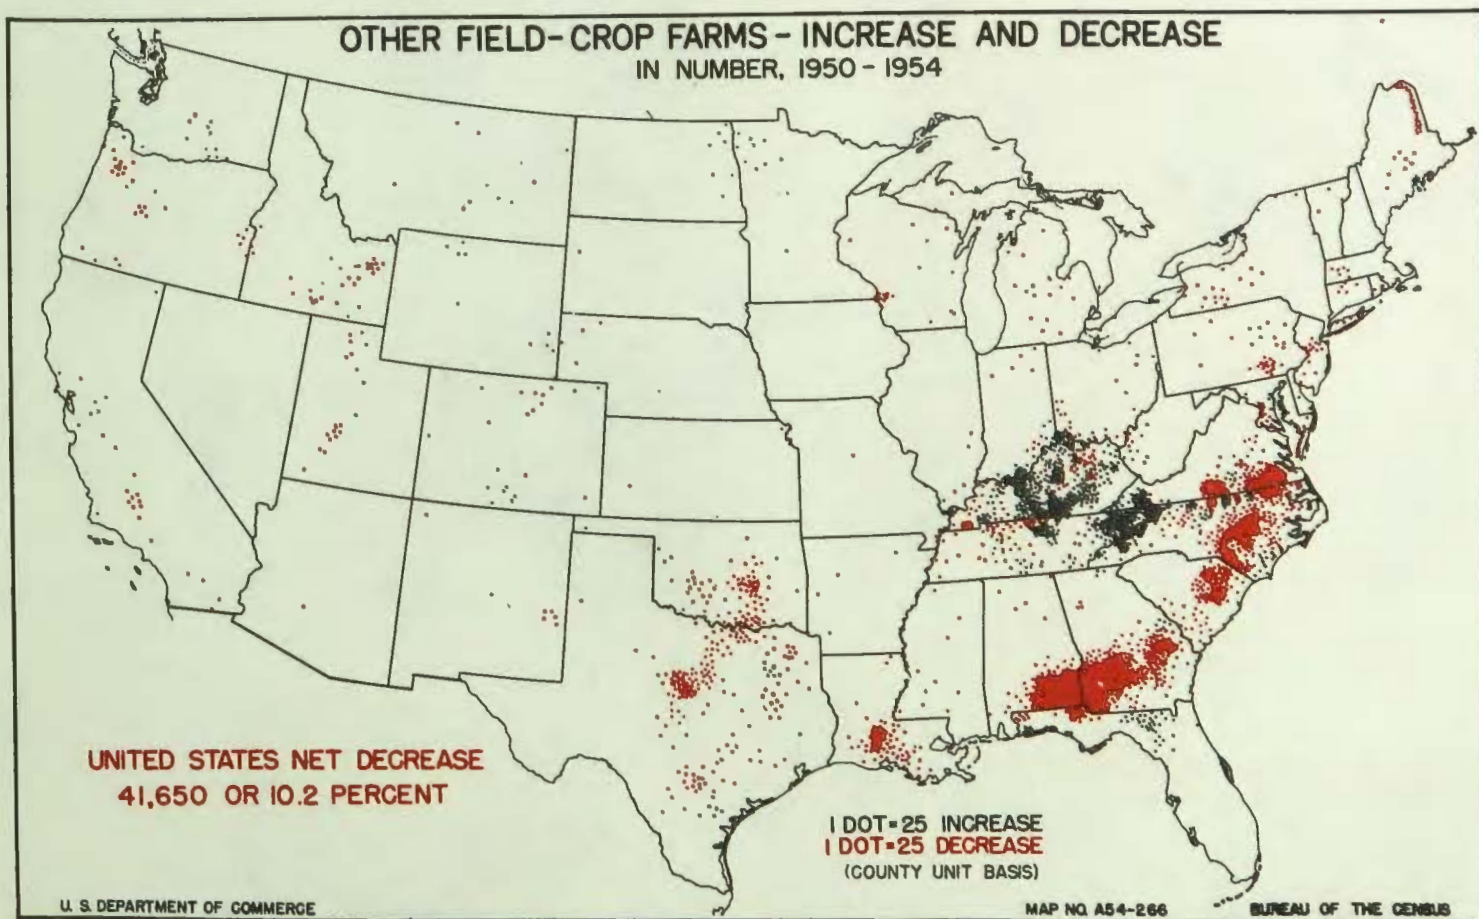 OTHER FIELD-CROP FARMS - INCREASE AND DECREASE
IN NUMBER, 1950 - 1954
UNITED STATES NET DECREASE
41,650 OR 10.2 PERCENT
1 DOT=25 INCREASE
1 DOT=25 DECREASE
(COUNTY UNIT BASIS)
U. S. DEPARTMENT OF COMMERCE
MAP NO. A54-266
BUREAU OF THE CENSUS